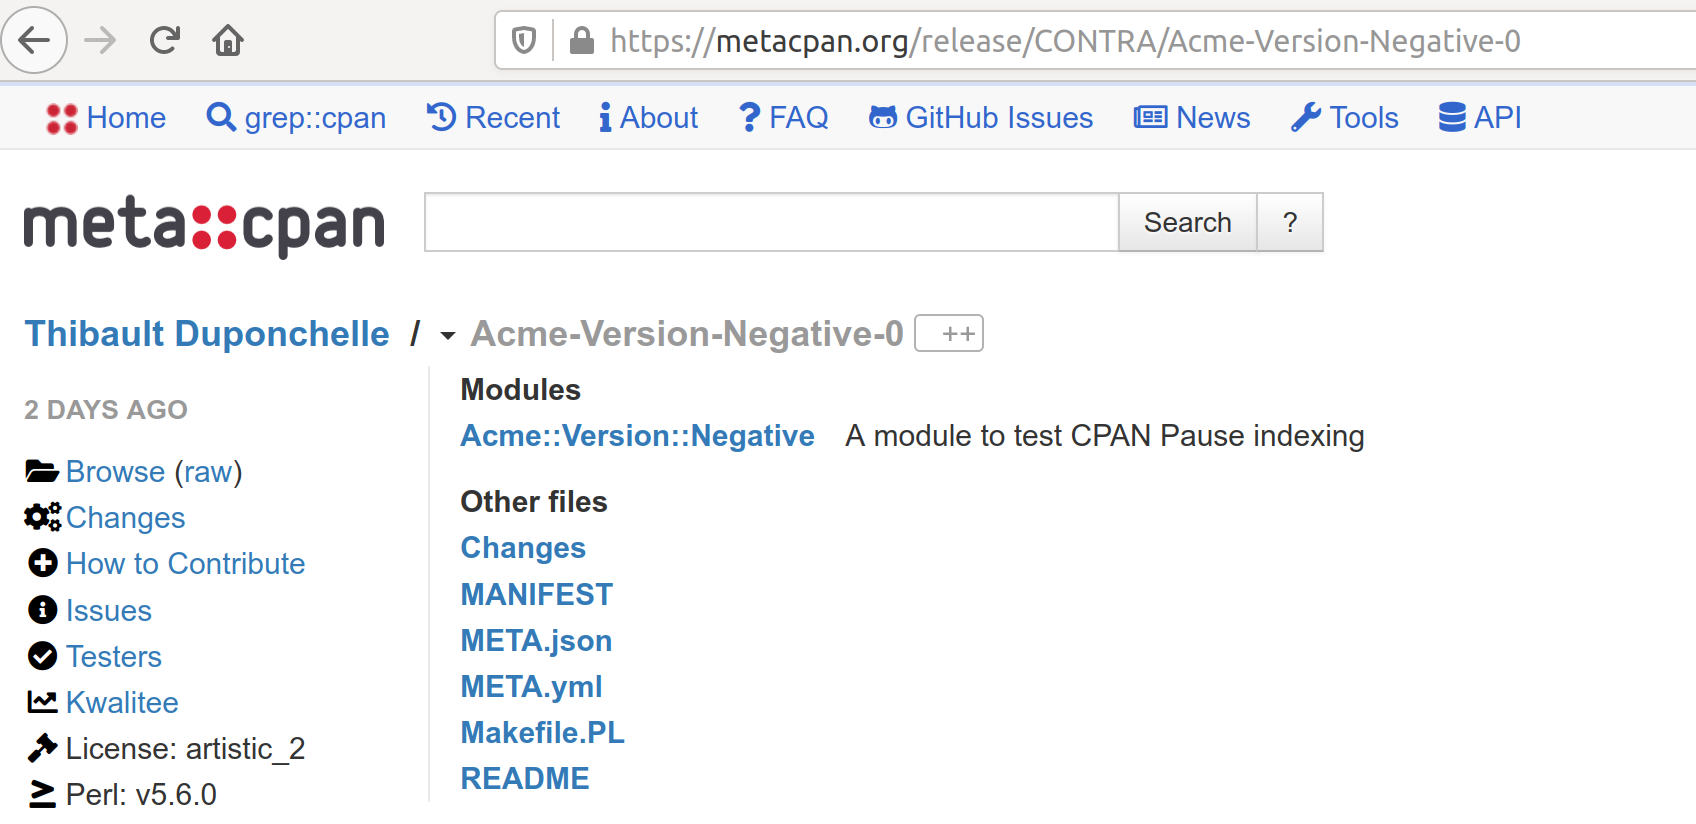 https://metacpan.org/release/CONTRA/Acme-Version-Negative-0
Home grep::cpan Recent About FAQ GitHub Issues News Tools API
meta::cpan Search ?
Thibault Duponchelle / Acme-Version-Negative-0 ++
2 DAYS AGO
Browse (raw)
Changes
How to Contribute
Issues
Testers
Kwalitee
License: artistic_2
Perl: v5.6.0
Modules
Acme::Version::Negative A module to test CPAN Pause indexing
Other files
Changes
MANIFEST
META.json
META.yml
Makefile.PL
README